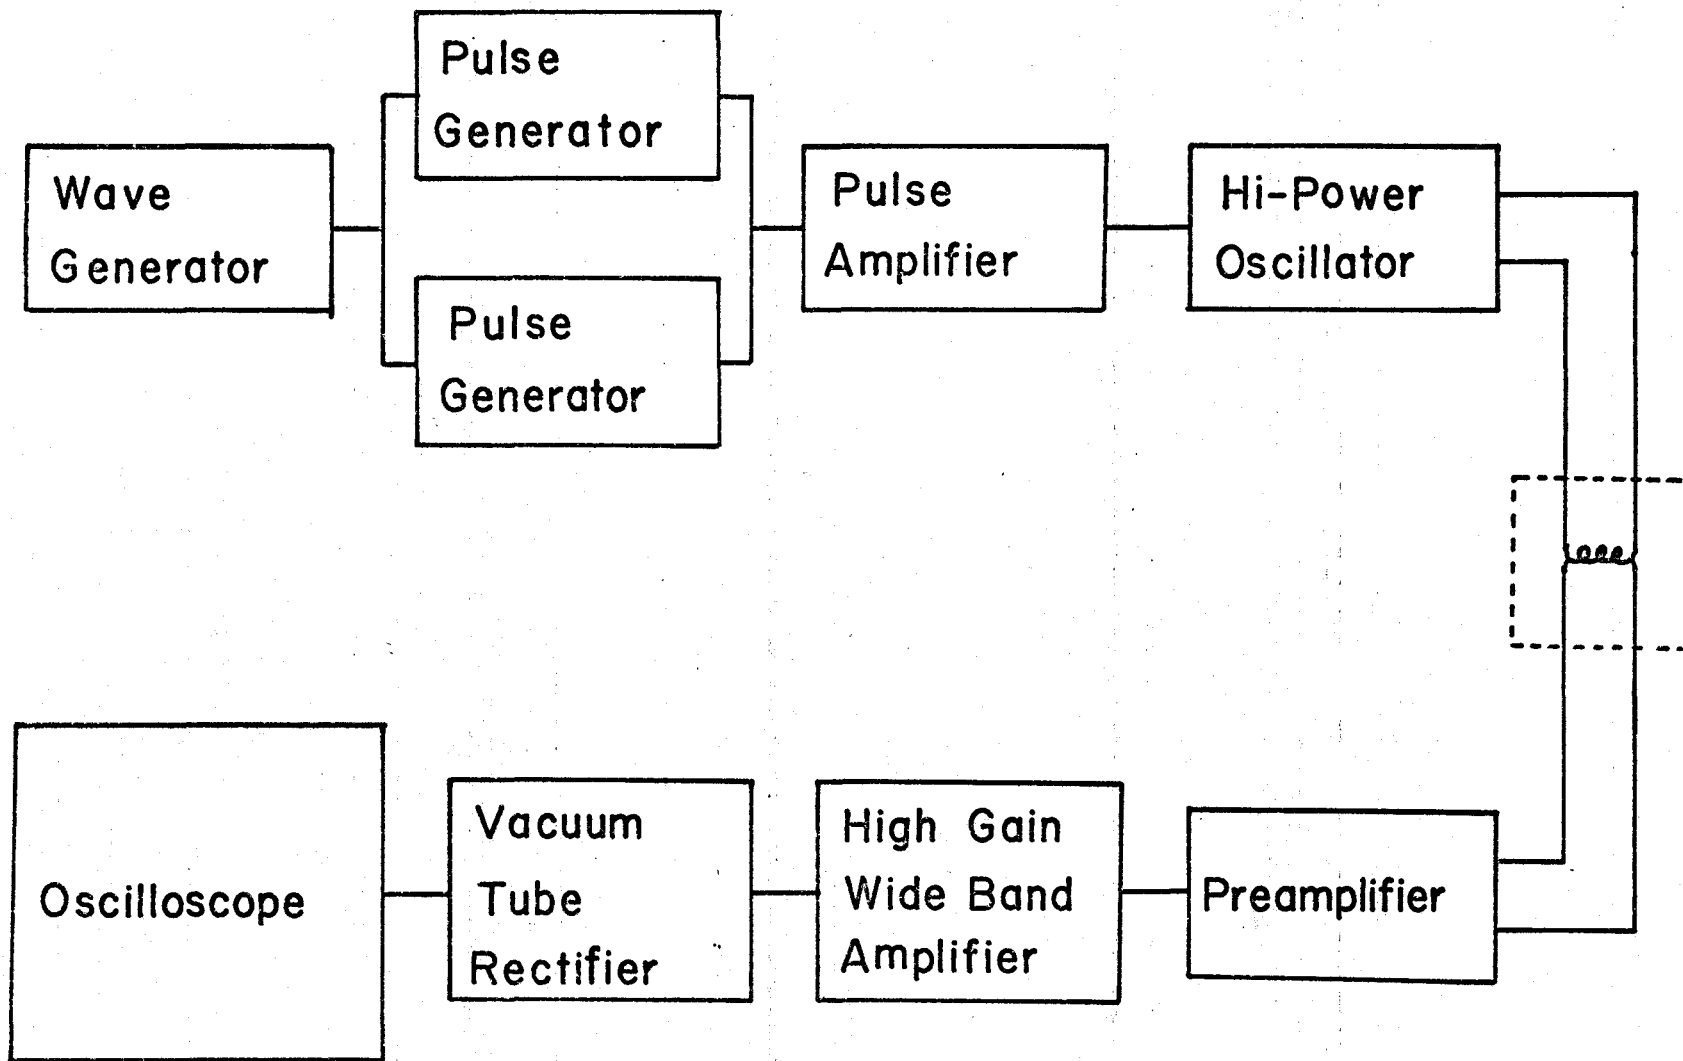 Pulse
Generator
Wave
Generator
Pulse
Generator
Pulse
Amplifier
Hi-Power
Oscillator
Oscilloscope
Vacuum
Tube
Rectifier
High Gain
Wide Band
Amplifier
Preamplifier